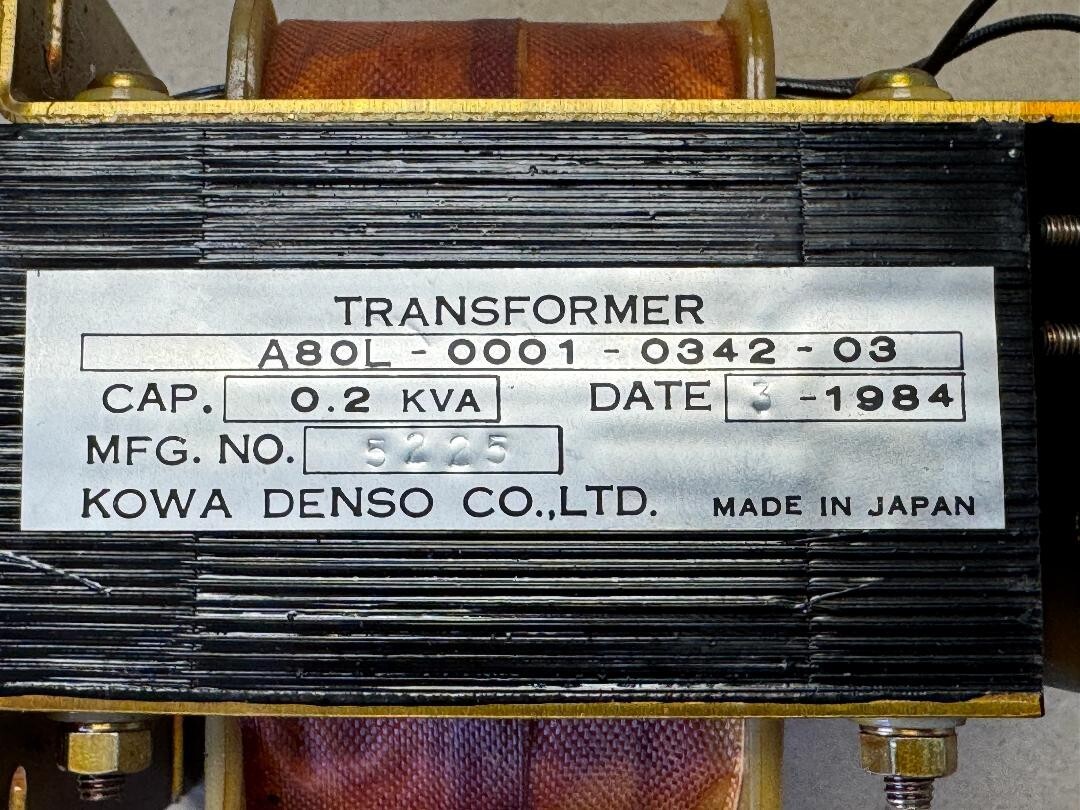 TRANSFORMER
A80L-0001-0342-03
CAP. 0.2 KVA DATE 3 -1984
MFG. NO. 5225
KOWA DENSO CO.,LTD. MADE IN JAPAN